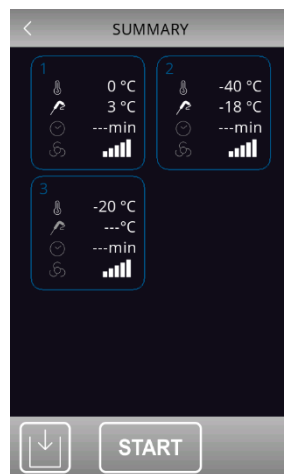 SUMMARY
1
0 °C
3 °C
---min
2
-40 °C
-18 °C
---min
3
-20 °C
---°C
---min
START